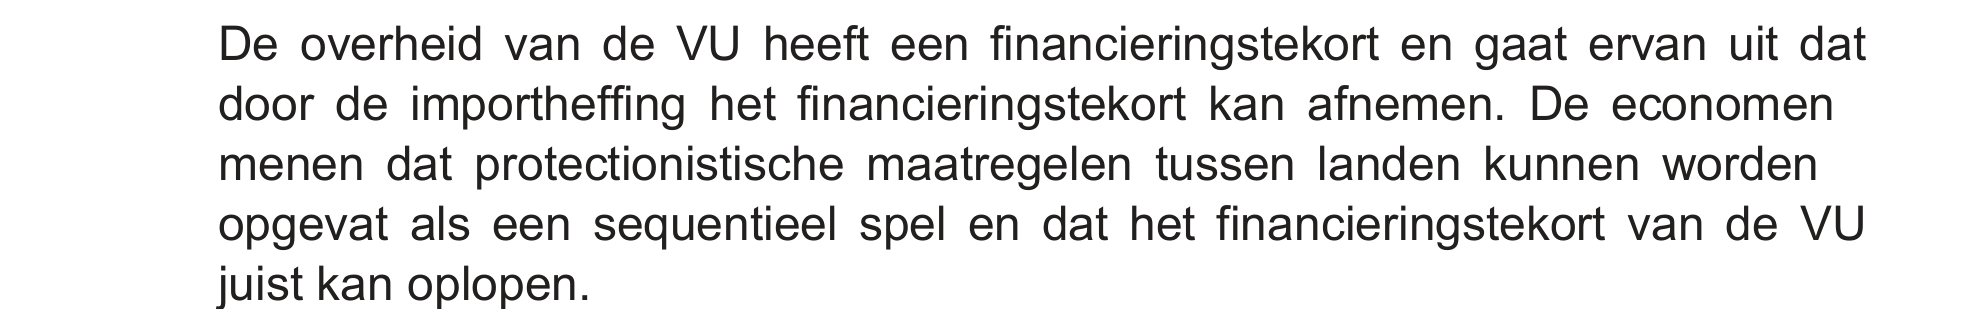 De overheid van de VU heeft een financieringstekort en gaat ervan uit dat
door de importheffing het financieringstekort kan afnemen. De economen
menen dat protectionistische maatregelen tussen landen kunnen worden
opgevat als een sequentieel spel en dat het financieringstekort van de VU
juist kan oplopen.